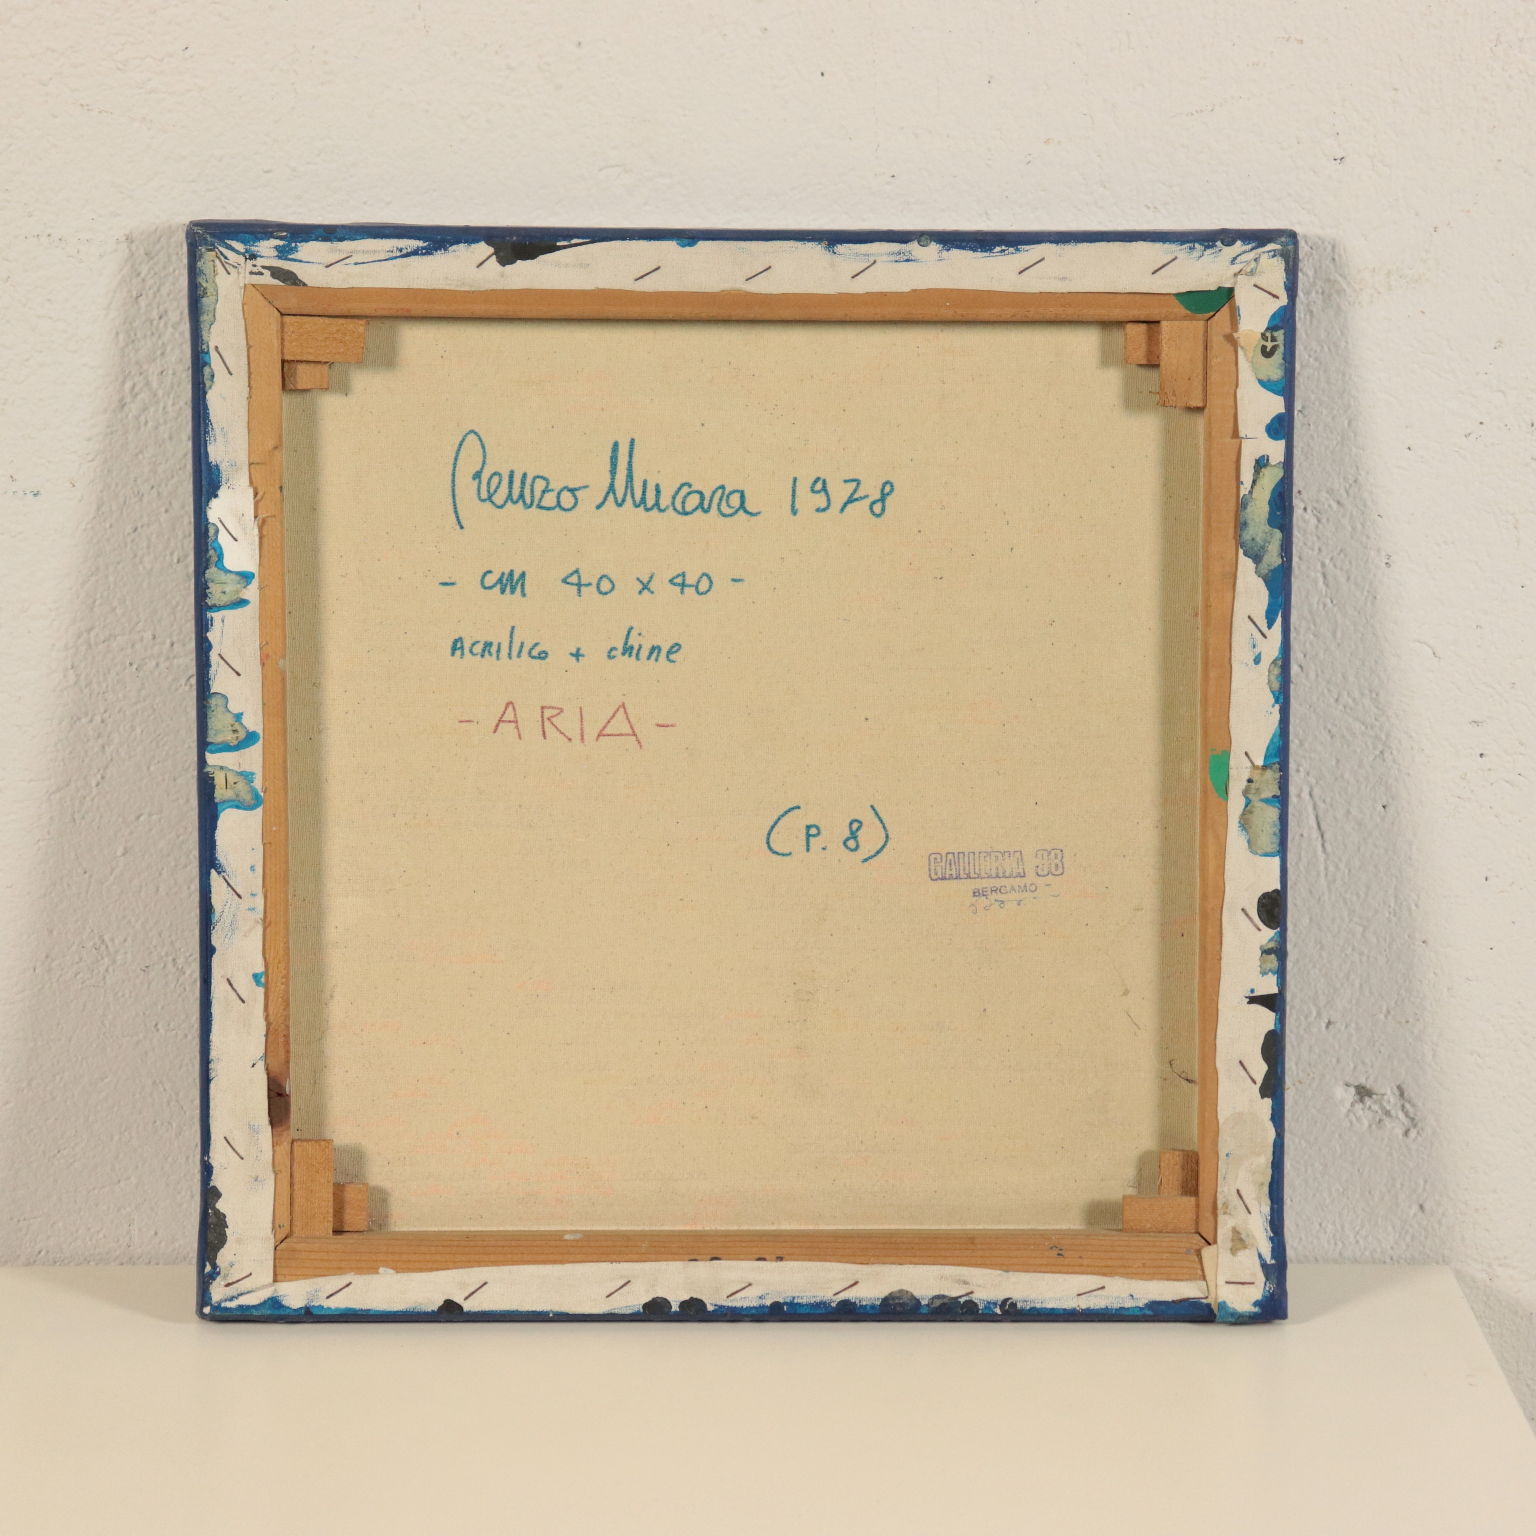 Renzo Mucara 1978
- cm 40 x 40 -
ACRILICO + chine
- ARIA -
(P. 8)
GALLERIA 38
BERGAMO